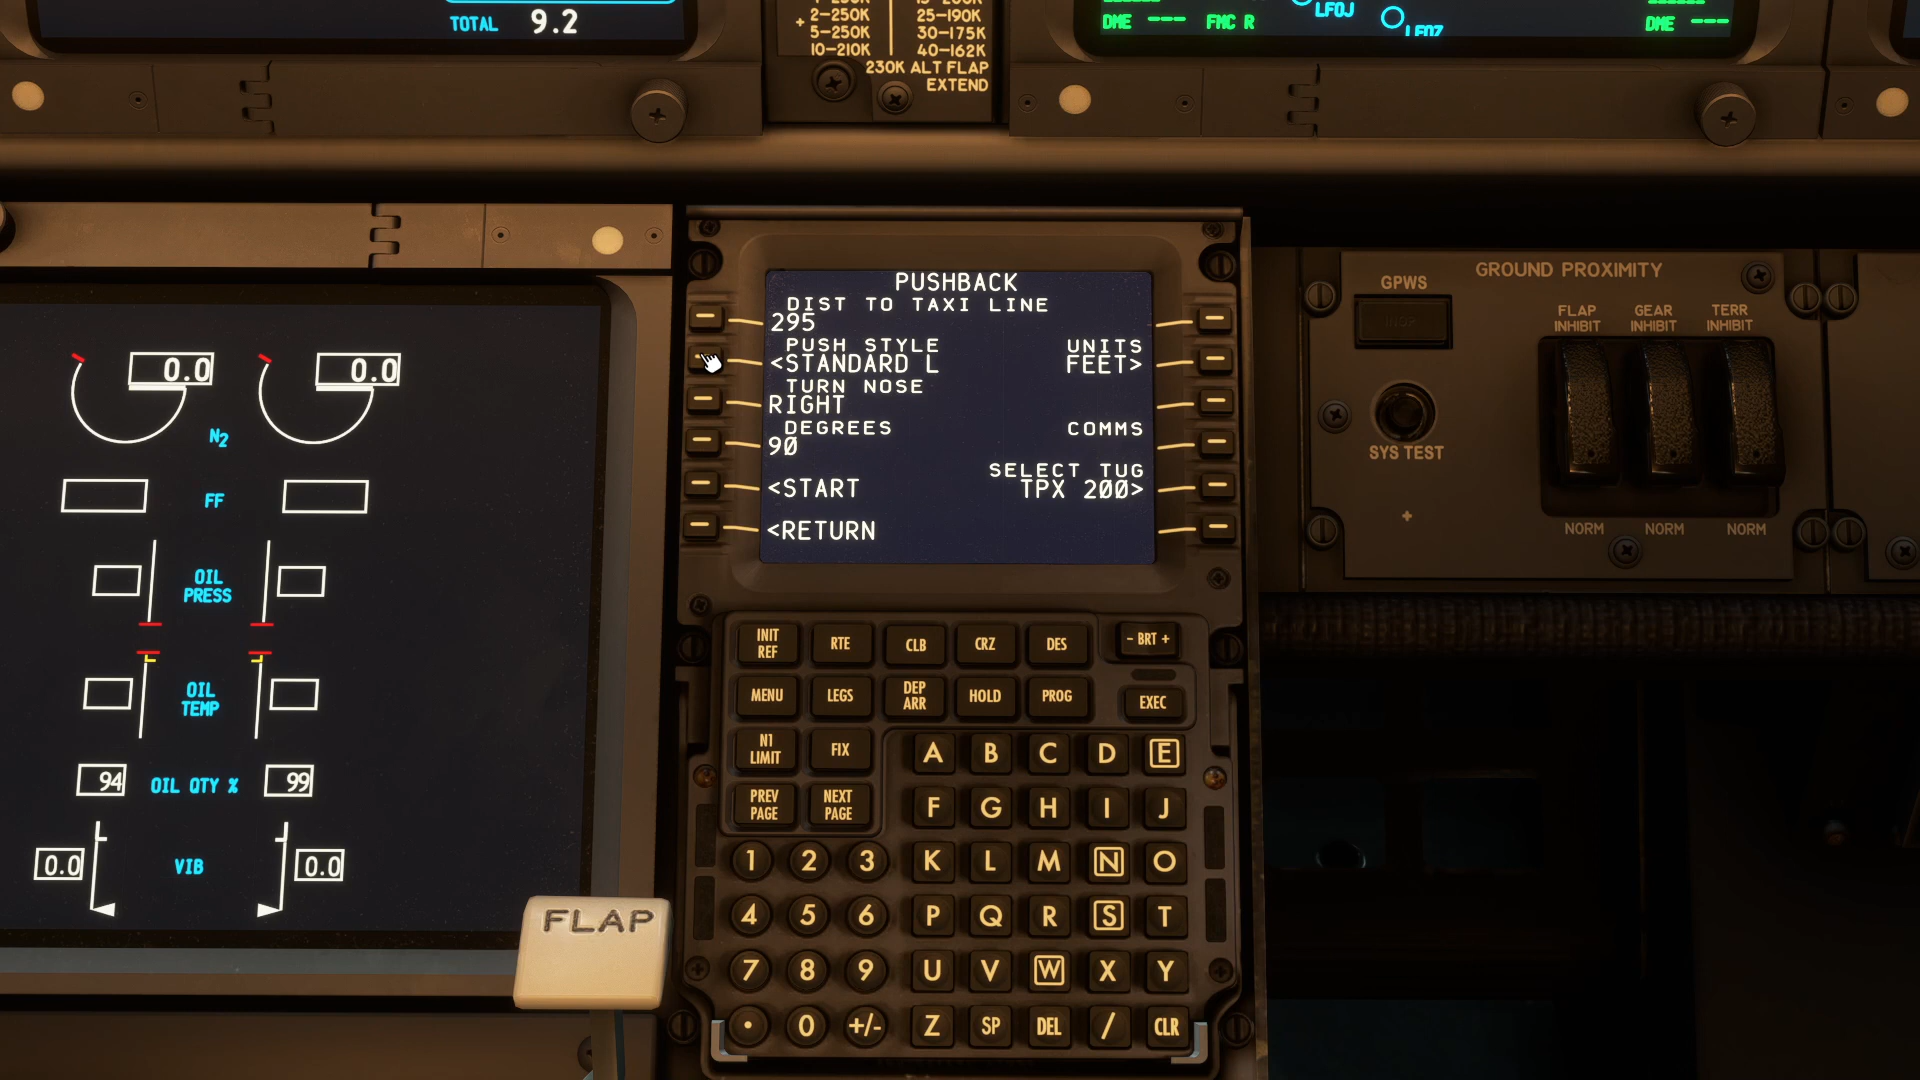 TOTAL 9.2
2-250K 25-190K
5-250K 30-175K
10-210K 40-162K
230K ALT FLAP
EXTEND
DME --- FMC R
LFOJ
DME ---
PUSHBACK
DIST TO TAXI LINE
295
PUSH STYLE UNITS
<STANDARD L FEET>
TURN NOSE
RIGHT
DEGREES COMMS
90
SELECT TUG
<START TPX 200>
<RETURN
0.0 0.0
N2
FF
OIL
PRESS
OIL
TEMP
94 OIL QTY % 99
0.0 VIB 0.0
FLAP
GROUND PROXIMITY
GPWS
FLAP
INHIBIT
GEAR
INHIBIT
TERR
INHIBIT
SYS TEST
NORM NORM NORM
INIT
REF
RTE CLB CRZ DES - BRT +
MENU LEGS DEP
ARR
HOLD PROG EXEC
N1
LIMIT
FIX
PREV
PAGE
NEXT
PAGE
A B C D E
F G H I J
1 2 3 K L M N O
4 5 6 P Q R S T
7 8 9 U V W X Y
. 0 +/- Z SP DEL / CLR